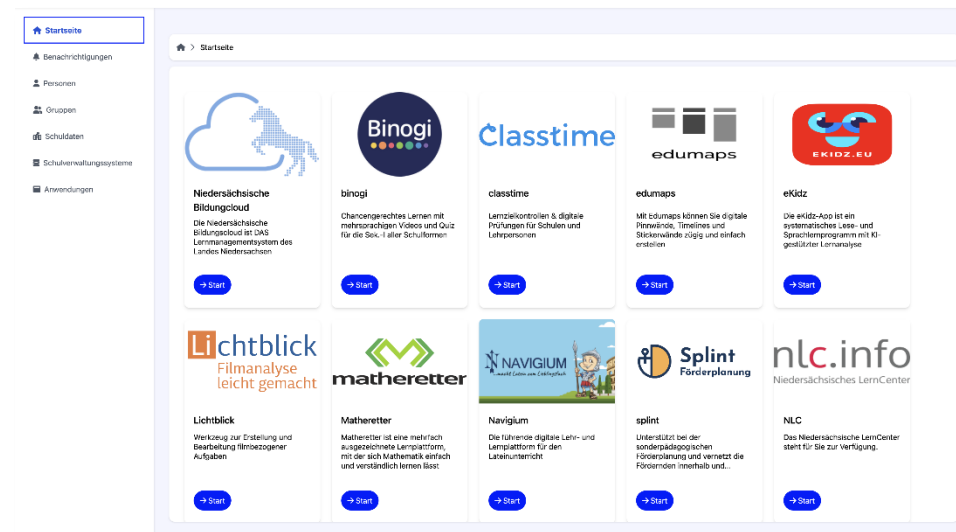 Startseite
Benachrichtigungen
Personen
Gruppen
Schuldaten
Schulverwaltungssysteme
Anwendungen
> Startseite
Niedersächsische
Bildungscloud
Die Niedersächsische
Bildungscloud ist DAS
Lernmanagementsystem des
Landes Niedersachsen
→ Start
Binogi
binogi
Chancengerechtes Lernen mit
mehrsprachigen Videos und Quiz
für die Sek.-I aller Schulformen
→ Start
Classtime
classtime
Lernzielkontrollen & digitale
Prüfungen für Schulen und
Lehrpersonen
→ Start
edumaps
edumaps
Mit Edumaps können Sie digitale
Pinnwände, Timelines und
Stickerwände zügig und einfach
erstellen
→ Start
EKIDZ.EU
eKidz
Die eKidz-App ist ein
systematisches Lese- und
Sprachlernprogramm mit KI-
gestützter Lernanalyse
→ Start
Lichtblick
Filmanalyse
leicht gemacht
Lichtblick
Werkzeug zur Erstellung und
Bearbeitung filmbezogener
Aufgaben
→ Start
matheretter
Matheretter
Matheretter ist eine mehrfach
ausgezeichnete Lernplattform,
mit der sich Mathematik einfach
und verständlich lernen lässt
→ Start
NAVIGIUM
...macht Latein zum Lieblingsfach
Navigium
Die führende digitale Lehr- und
Lernplattform für den
Lateinunterricht
→ Start
Splint
Förderplanung
splint
Unterstützt bei der
sonderpädagogischen
Förderplanung und vernetzt die
Fördernden innerhalb und...
→ Start
nlc.info
Niedersächsisches LernCenter
NLC
Das Niedersächsische LernCenter
steht für Sie zur Verfügung.
→ Start